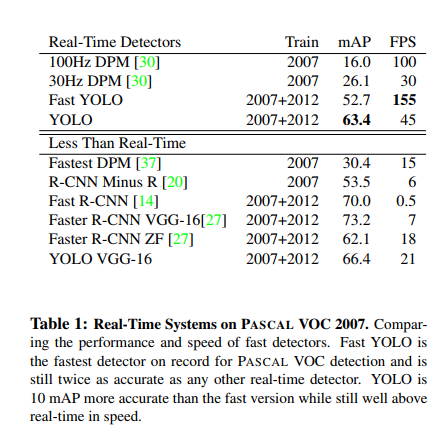 Real-Time Detectors Train mAP FPS
100Hz DPM [30] 2007 16.0 100
30Hz DPM [30] 2007 26.1 30
Fast YOLO 2007+2012 52.7 155
YOLO 2007+2012 63.4 45
Less Than Real-Time
Fastest DPM [37] 2007 30.4 15
R-CNN Minus R [20] 2007 53.5 6
Fast R-CNN [14] 2007+2012 70.0 0.5
Faster R-CNN VGG-16[27] 2007+2012 73.2 7
Faster R-CNN ZF [27] 2007+2012 62.1 18
YOLO VGG-16 2007+2012 66.4 21
Table 1: Real-Time Systems on PASCAL VOC 2007. Compar-
ing the performance and speed of fast detectors. Fast YOLO is
the fastest detector on record for PASCAL VOC detection and is
still twice as accurate as any other real-time detector. YOLO is
10 mAP more accurate than the fast version while still well above
real-time in speed.